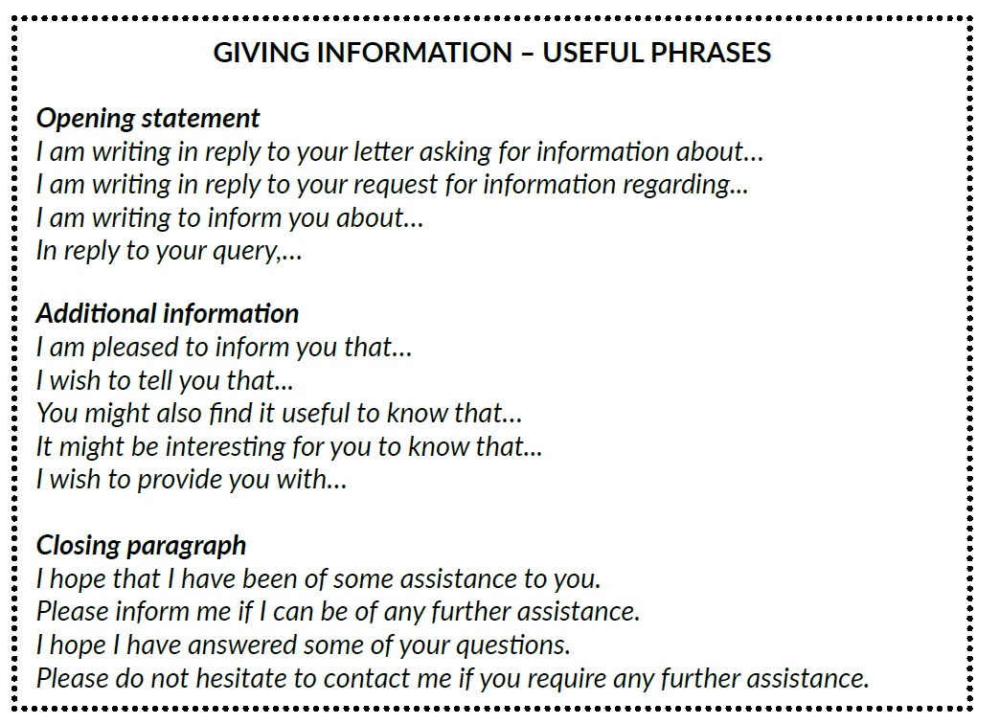 GIVING INFORMATION – USEFUL PHRASES
Opening statement
I am writing in reply to your letter asking for information about...
I am writing in reply to your request for information regarding...
I am writing to inform you about...
In reply to your query,...
Additional information
I am pleased to inform you that...
I wish to tell you that...
You might also find it useful to know that...
It might be interesting for you to know that...
I wish to provide you with...
Closing paragraph
I hope that I have been of some assistance to you.
Please inform me if I can be of any further assistance.
I hope I have answered some of your questions.
Please do not hesitate to contact me if you require any further assistance.